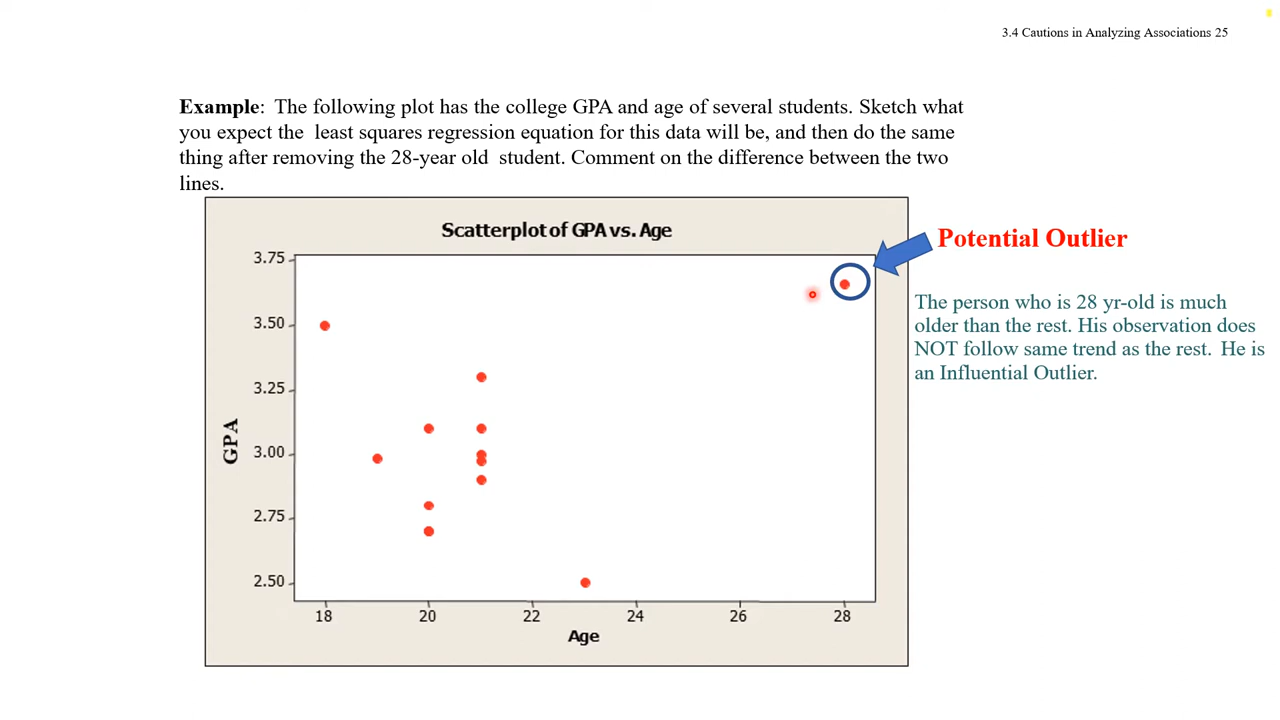 3.4 Cautions in Analyzing Associations 25
Example: The following plot has the college GPA and age of several students. Sketch what
you expect the least squares regression equation for this data will be, and then do the same
thing after removing the 28-year old student. Comment on the difference between the two
lines.
Scatterplot of GPA vs. Age
Potential Outlier
The person who is 28 yr-old is much
older than the rest. His observation does
NOT follow same trend as the rest. He is
an Influential Outlier.
GPA
3.75
3.50
3.25
3.00
2.75
2.50
18 20 22 24 26 28
Age